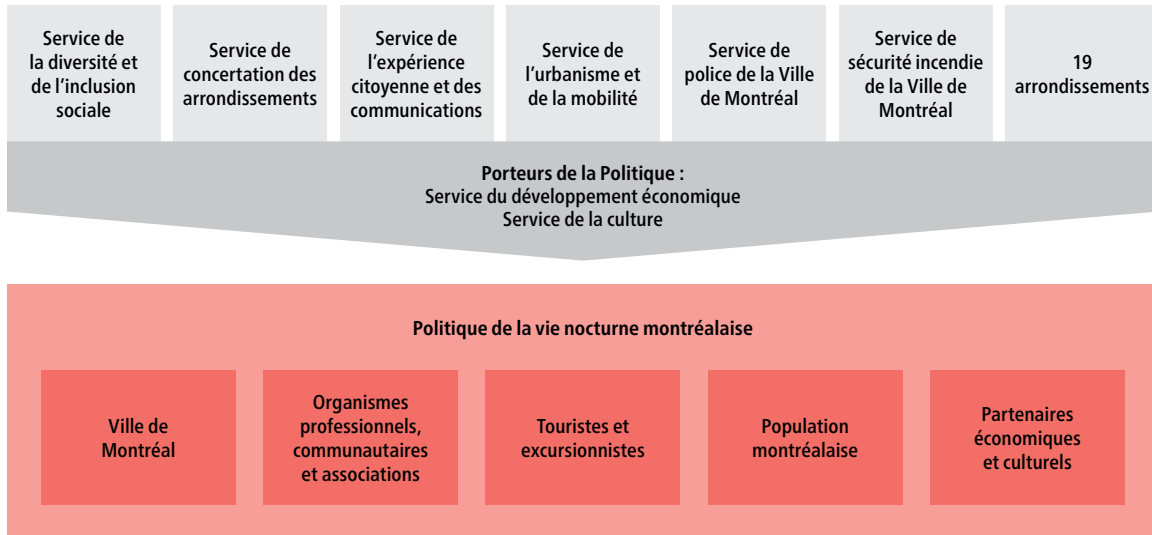 Service de
la diversité et
de l'inclusion
sociale
Service de
concertation des
arrondissements
Service de
l'expérience
citoyenne et des
communications
Service de
l'urbanisme et
de la mobilité
Service de
police de la Ville
de Montréal
Service de
sécurité incendie
de la Ville de
Montréal
19
arrondissements
Porteurs de la Politique :
Service du développement économique
Service de la culture
Politique de la vie nocturne montréalaise
Ville de
Montréal
Organismes
professionnels,
communautaires
et associations
Touristes et
excursionnistes
Population
montréalaise
Partenaires
économiques
et culturels